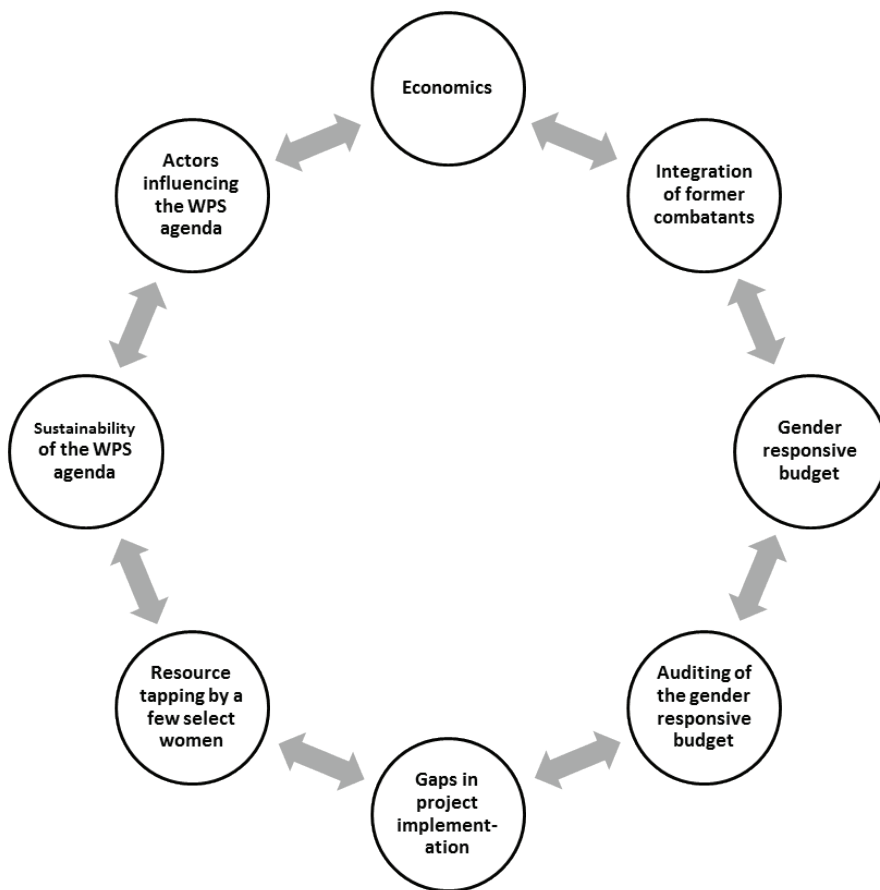 Economics
Integration
of former
combatants
Gender
responsive
budget
Auditing of
the gender
responsive
budget
Gaps in
project
implement-
ation
Resource
tapping by a
few select
women
Sustainability
of the WPS
agenda
Actors
influencing
the WPS
agenda